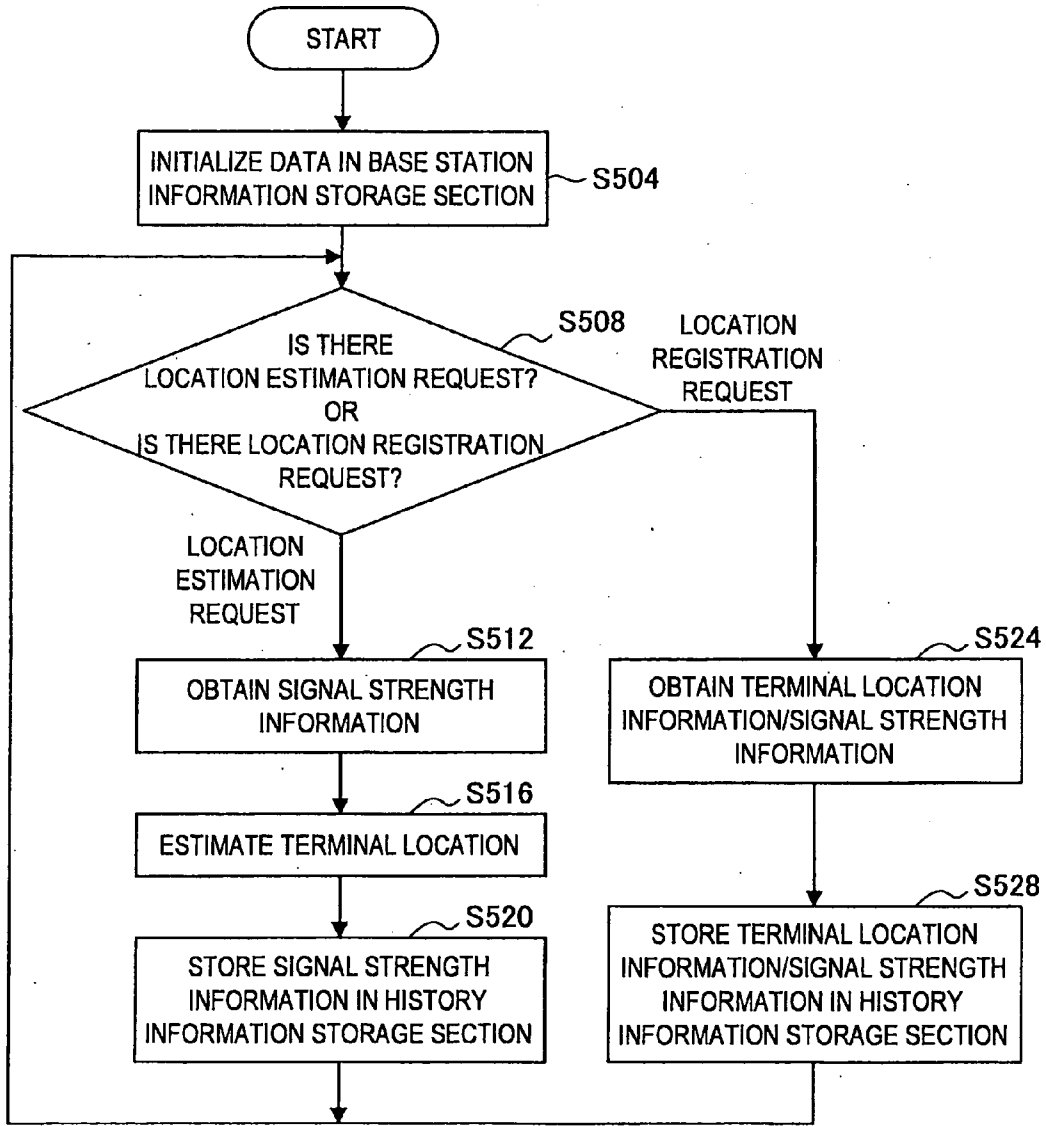 START
INITIALIZE DATA IN BASE STATION
INFORMATION STORAGE SECTION
S504
S508
IS THERE
LOCATION ESTIMATION REQUEST?
OR
IS THERE LOCATION REGISTRATION
REQUEST?
LOCATION
REGISTRATION
REQUEST
LOCATION
ESTIMATION
REQUEST
S512
OBTAIN SIGNAL STRENGTH
INFORMATION
S516
ESTIMATE TERMINAL LOCATION
S520
STORE SIGNAL STRENGTH
INFORMATION IN HISTORY
INFORMATION STORAGE SECTION
S524
OBTAIN TERMINAL LOCATION
INFORMATION/SIGNAL STRENGTH
INFORMATION
S528
STORE TERMINAL LOCATION
INFORMATION/SIGNAL STRENGTH
INFORMATION IN HISTORY
INFORMATION STORAGE SECTION